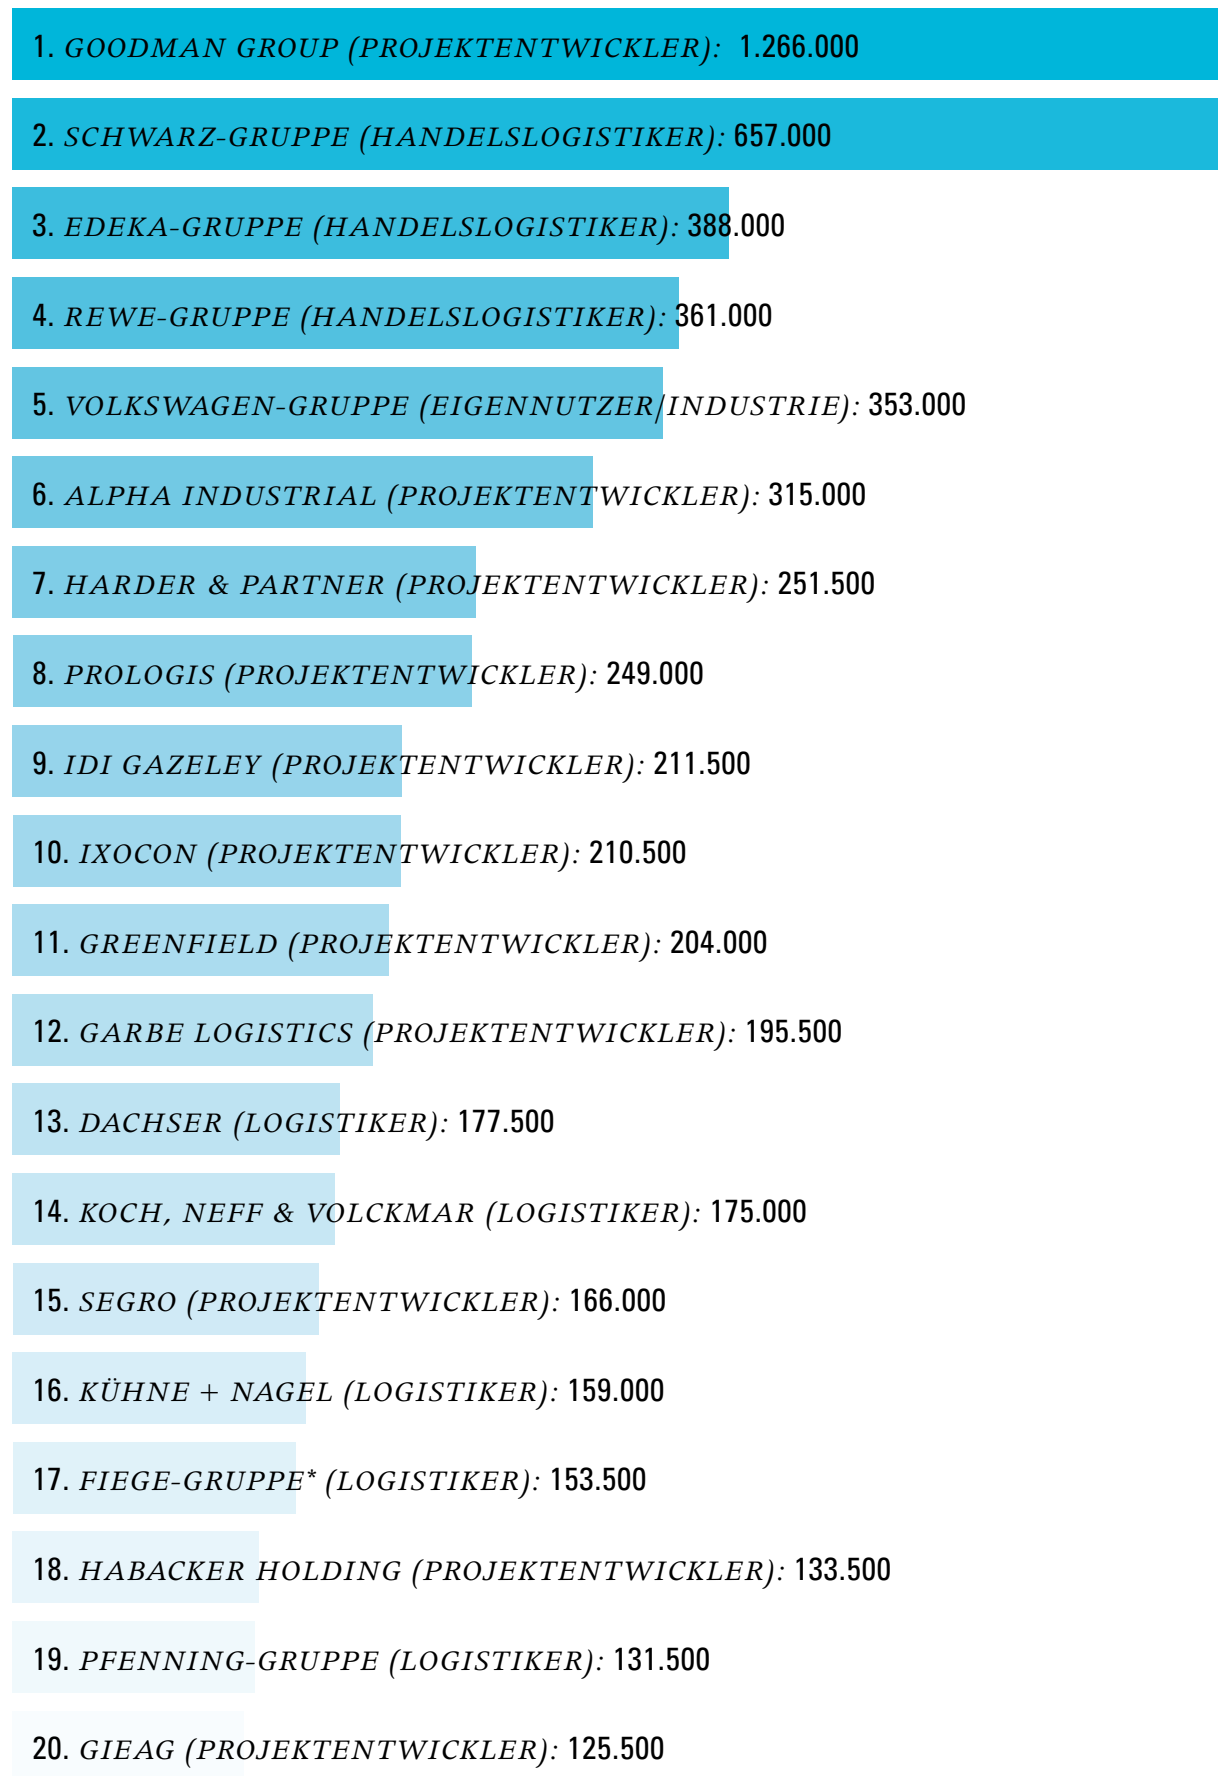 1. GOODMAN GROUP (PROJEKTENTWICKLER): 1.266.000
2. SCHWARZ-GRUPPE (HANDELSLOGISTIKER): 657.000
3. EDEKA-GRUPPE (HANDELSLOGISTIKER): 388.000
4. REWE-GRUPPE (HANDELSLOGISTIKER): 361.000
5. VOLKSWAGEN-GRUPPE (EIGENNUTZER/INDUSTRIE): 353.000
6. ALPHA INDUSTRIAL (PROJEKTENTWICKLER): 315.000
7. HARDER & PARTNER (PROJEKTENTWICKLER): 251.500
8. PROLOGIS (PROJEKTENTWICKLER): 249.000
9. IDI GAZELEY (PROJEKTENTWICKLER): 211.500
10. IXOCON (PROJEKTENTWICKLER): 210.500
11. GREENFIELD (PROJEKTENTWICKLER): 204.000
12. GARBE LOGISTICS (PROJEKTENTWICKLER): 195.500
13. DACHSER (LOGISTIKER): 177.500
14. KOCH, NEFF & VOLCKMAR (LOGISTIKER): 175.000
15. SEGRO (PROJEKTENTWICKLER): 166.000
16. KÜHNE + NAGEL (LOGISTIKER): 159.000
17. FIEGE-GRUPPE* (LOGISTIKER): 153.500
18. HABACKER HOLDING (PROJEKTENTWICKLER): 133.500
19. PFENNING-GRUPPE (LOGISTIKER): 131.500
20. GIEAG (PROJEKTENTWICKLER): 125.500